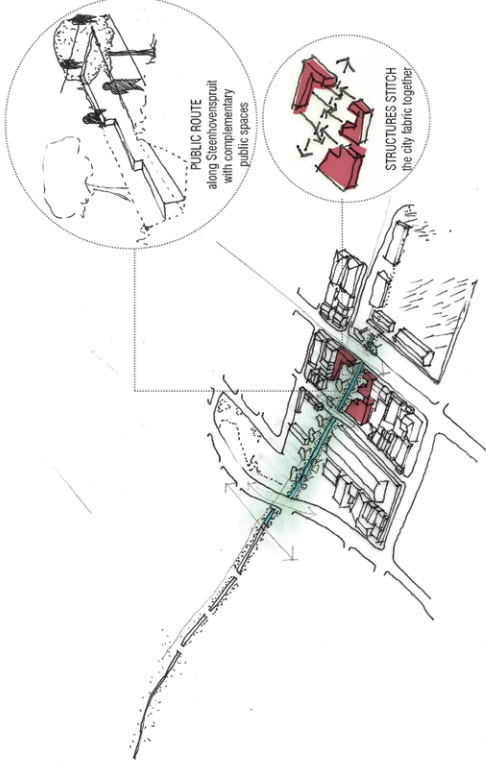 PUBLIC ROUTE
along Steenhovenspruit
with complementary
public spaces
STRUCTURES STITCH
the city fabric together